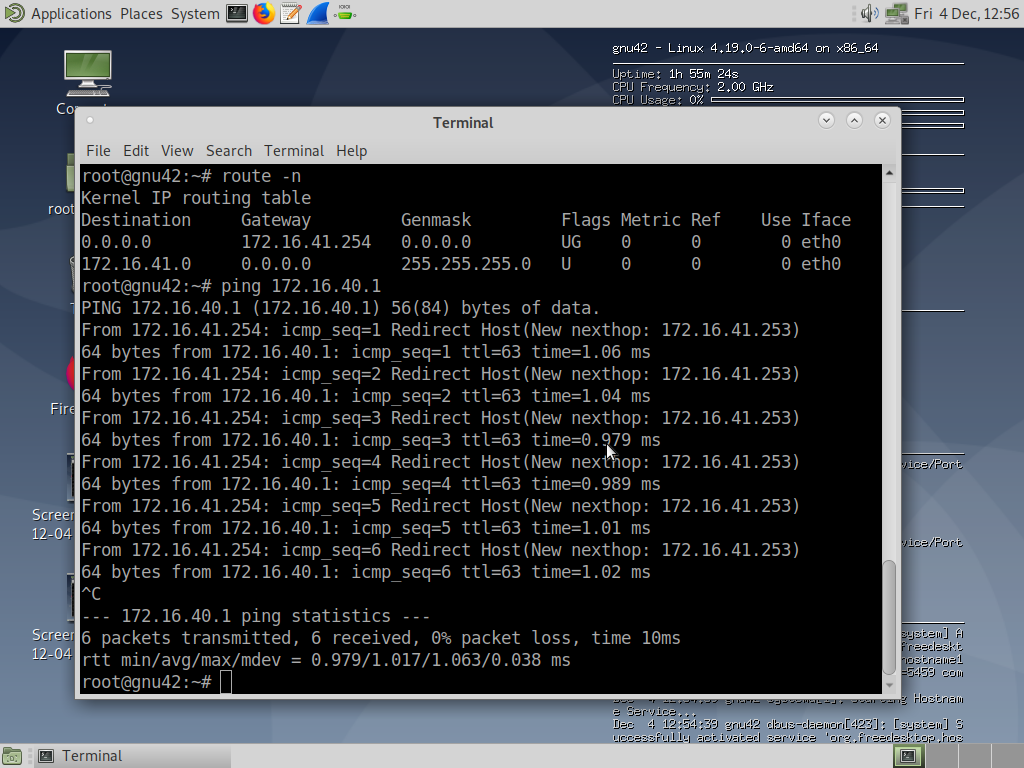 Applications Places System Fri 4 Dec, 12:56
gnu42 - Linux 4.19.0-6-amd64 on x86_64
Uptime: 1h 55m 24s
CPU Frequency: 2.00 GHz
CPU Usage: 0%
Terminal
File Edit View Search Terminal Help
root@gnu42:~# route -n
Kernel IP routing table
Destination Gateway Genmask Flags Metric Ref Use Iface
0.0.0.0 172.16.41.254 0.0.0.0 UG 0 0 0 eth0
172.16.41.0 0.0.0.0 255.255.255.0 U 0 0 0 eth0
root@gnu42:~# ping 172.16.40.1
PING 172.16.40.1 (172.16.40.1) 56(84) bytes of data.
From 172.16.41.254: icmp_seq=1 Redirect Host(New nexthop: 172.16.41.253)
64 bytes from 172.16.40.1: icmp_seq=1 ttl=63 time=1.06 ms
From 172.16.41.254: icmp_seq=2 Redirect Host(New nexthop: 172.16.41.253)
64 bytes from 172.16.40.1: icmp_seq=2 ttl=63 time=1.04 ms
From 172.16.41.254: icmp_seq=3 Redirect Host(New nexthop: 172.16.41.253)
64 bytes from 172.16.40.1: icmp_seq=3 ttl=63 time=0.979 ms
From 172.16.41.254: icmp_seq=4 Redirect Host(New nexthop: 172.16.41.253)
64 bytes from 172.16.40.1: icmp_seq=4 ttl=63 time=0.989 ms
From 172.16.41.254: icmp_seq=5 Redirect Host(New nexthop: 172.16.41.253)
64 bytes from 172.16.40.1: icmp_seq=5 ttl=63 time=1.01 ms
From 172.16.41.254: icmp_seq=6 Redirect Host(New nexthop: 172.16.41.253)
64 bytes from 172.16.40.1: icmp_seq=6 ttl=63 time=1.02 ms
^C
--- 172.16.40.1 ping statistics ---
6 packets transmitted, 6 received, 0% packet loss, time 10ms
rtt min/avg/max/mdev = 0.979/1.017/1.063/0.038 ms
root@gnu42:~#
root
Fire
Screer
12-04
Screer
12-04
vice/Port
vice/Port
system] A
freedeskt
hostname1
=5459 com
e Service...
Dec 4 12:54:39 gnu42 dbus-daemon[423]: [system] S
uccessfully activated service 'org.freedesktop.hos
Terminal